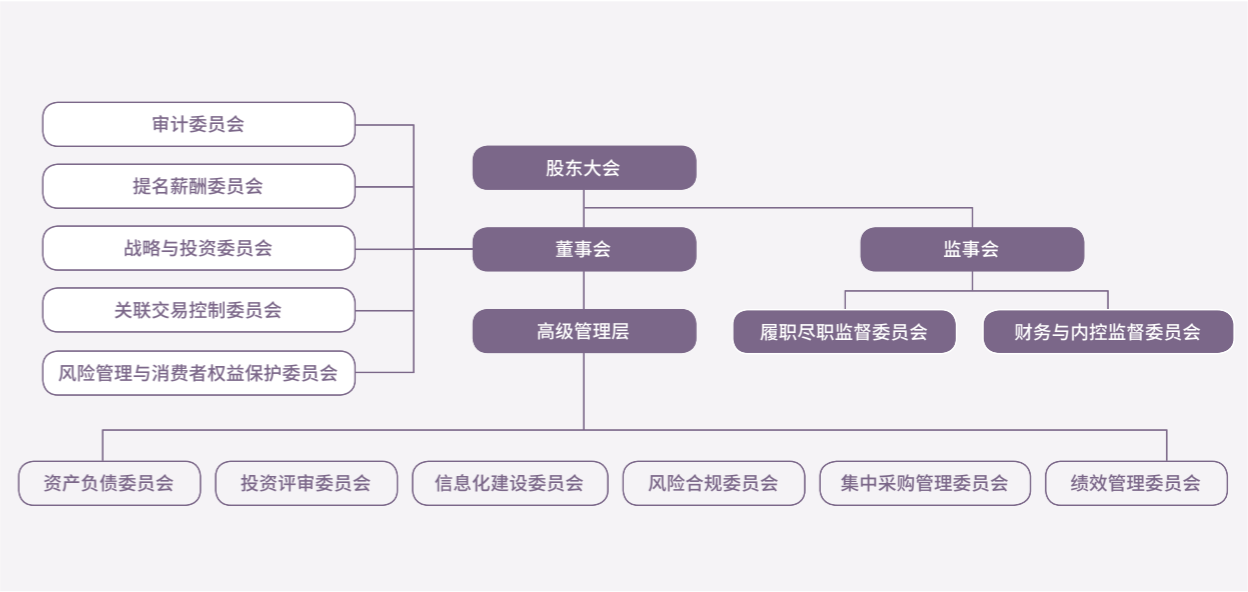 审计委员会
提名薪酬委员会
战略与投资委员会
关联交易控制委员会
风险管理与消费者权益保护委员会
股东大会
董事会
监事会
高级管理层
履职尽职监督委员会
财务与内控监督委员会
资产负债委员会
投资评审委员会
信息化建设委员会
风险合规委员会
集中采购管理委员会
绩效管理委员会